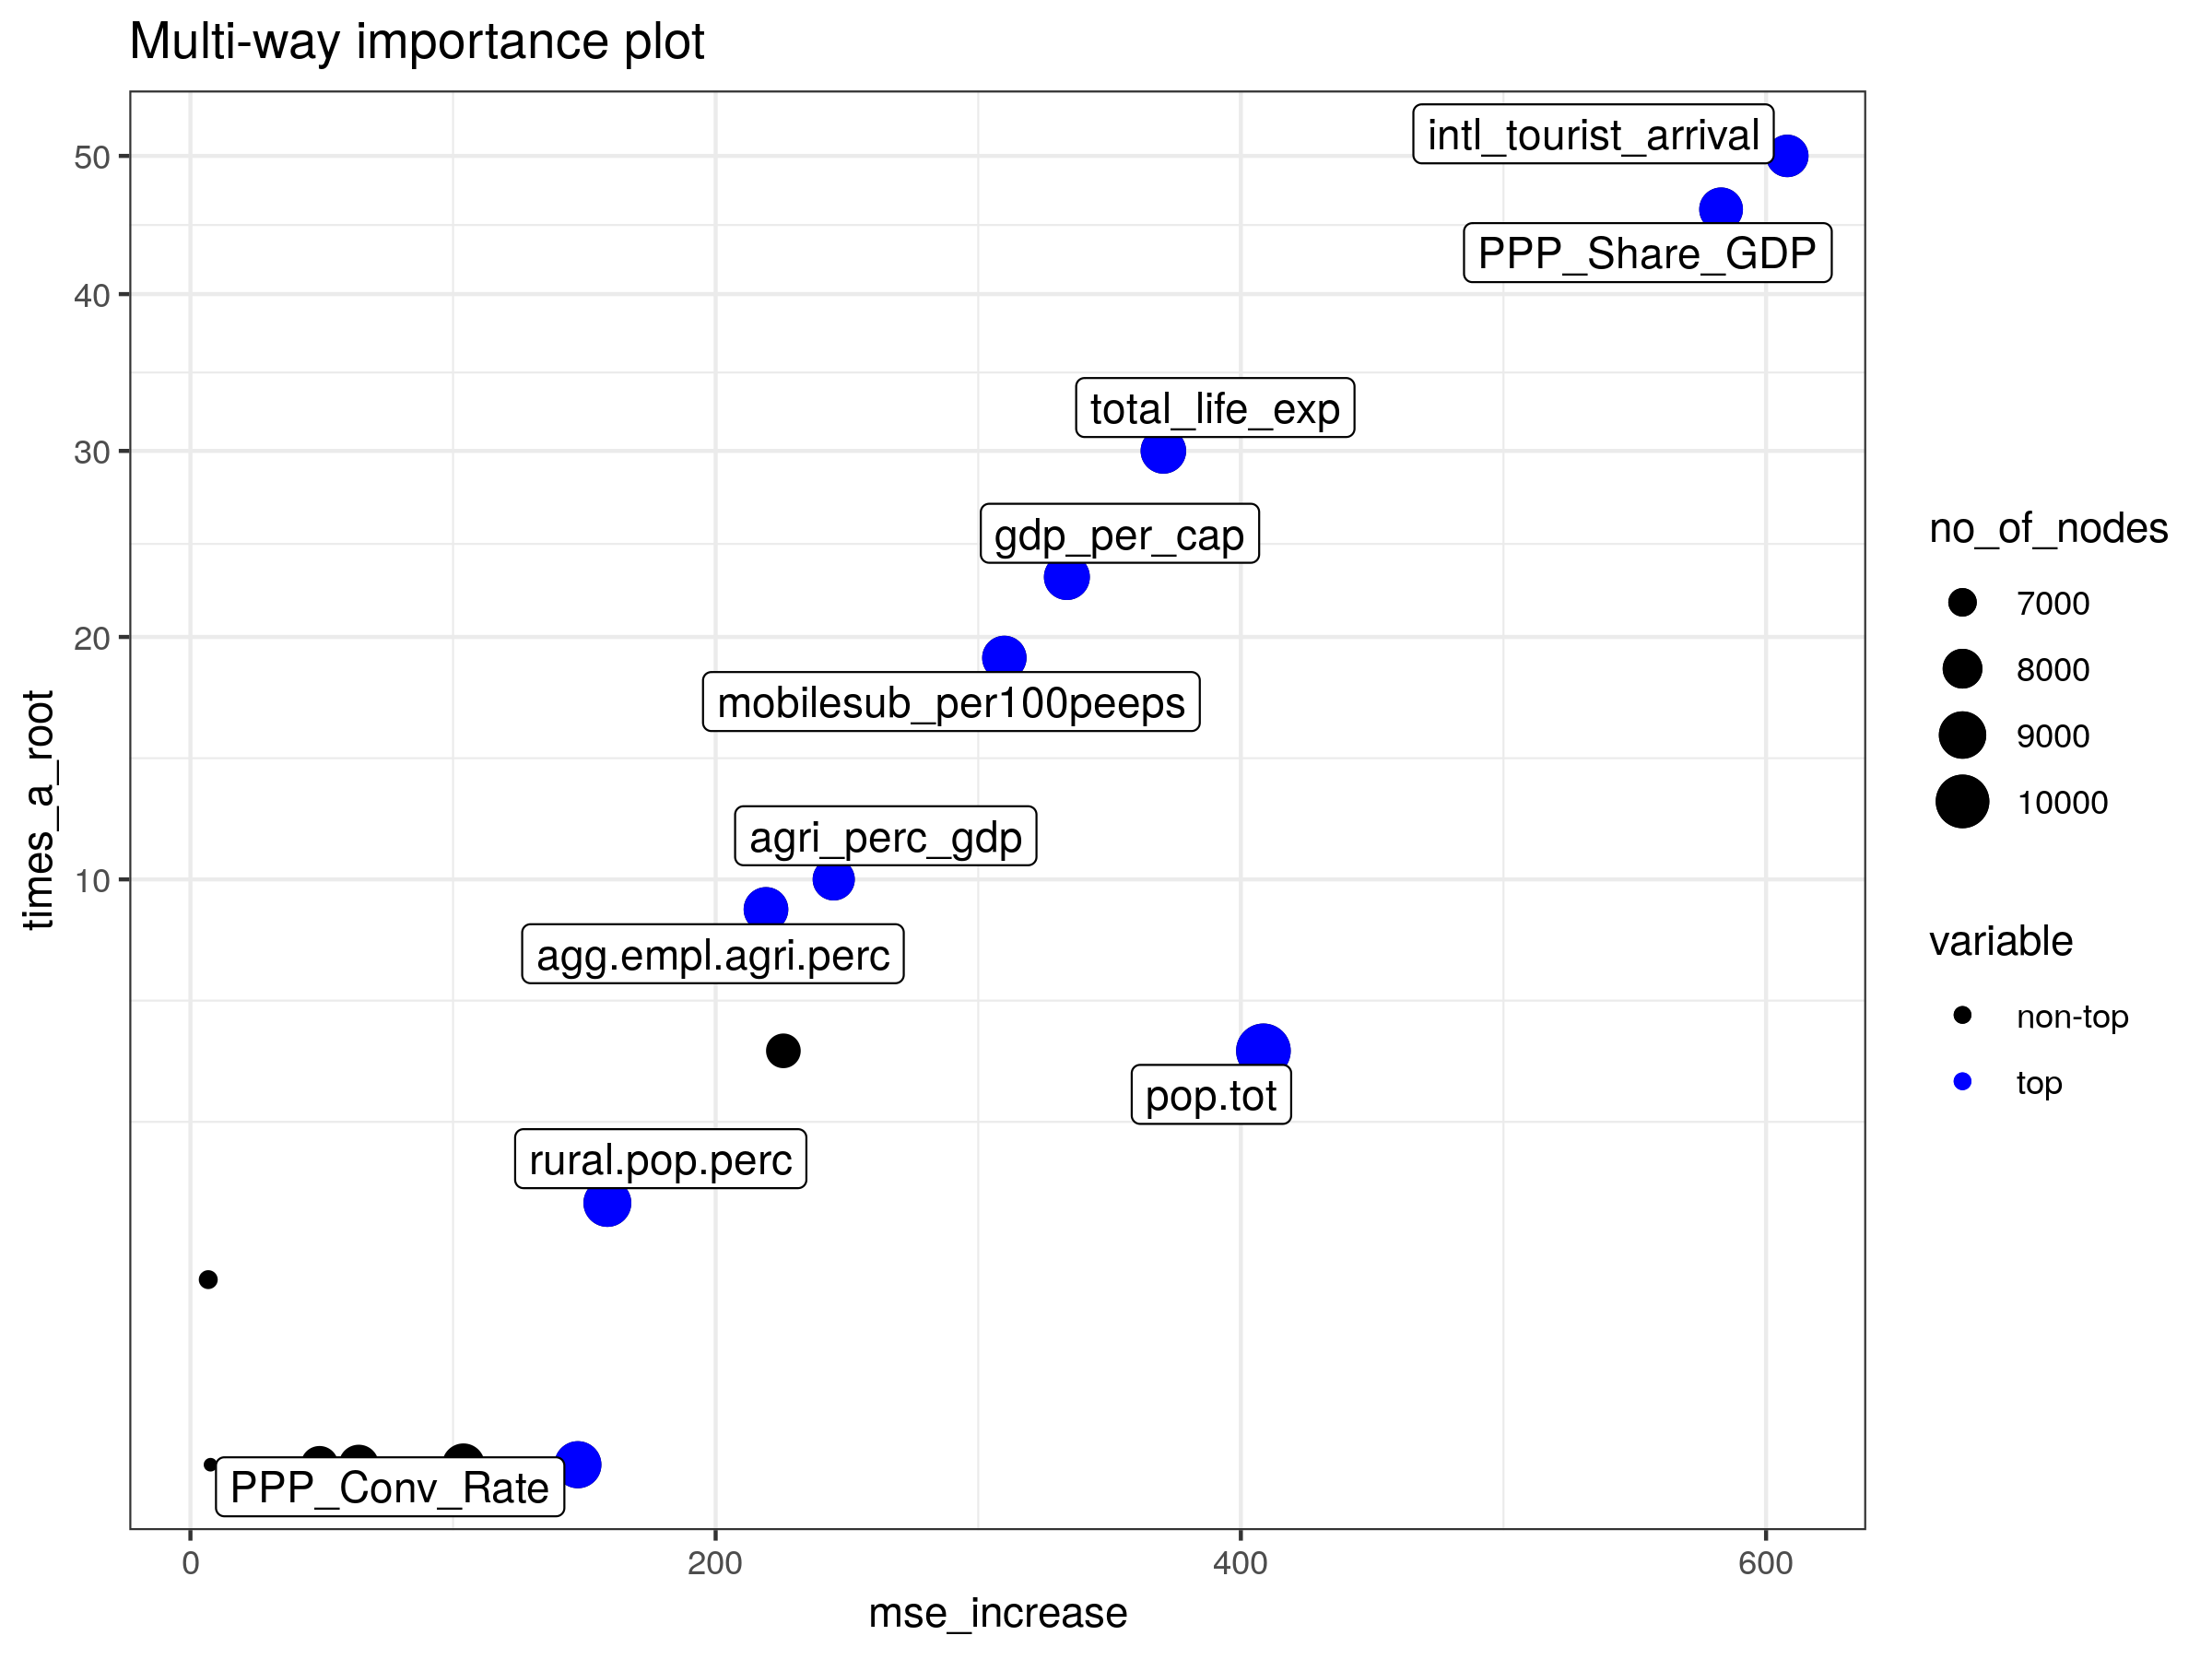 Multi-way importance plot
intl_tourist_arrival
PPP_Share_GDP
total_life_exp
gdp_per_cap
mobilesub_per100peeps
agri_perc_gdp
agg.empl.agri.perc
pop.tot
rural.pop.perc
PPP_Conv_Rate
50
40
30
20
10
times_a_root
0 200 400 600
mse_increase
no_of_nodes
7000
8000
9000
10000
variable
non-top
top